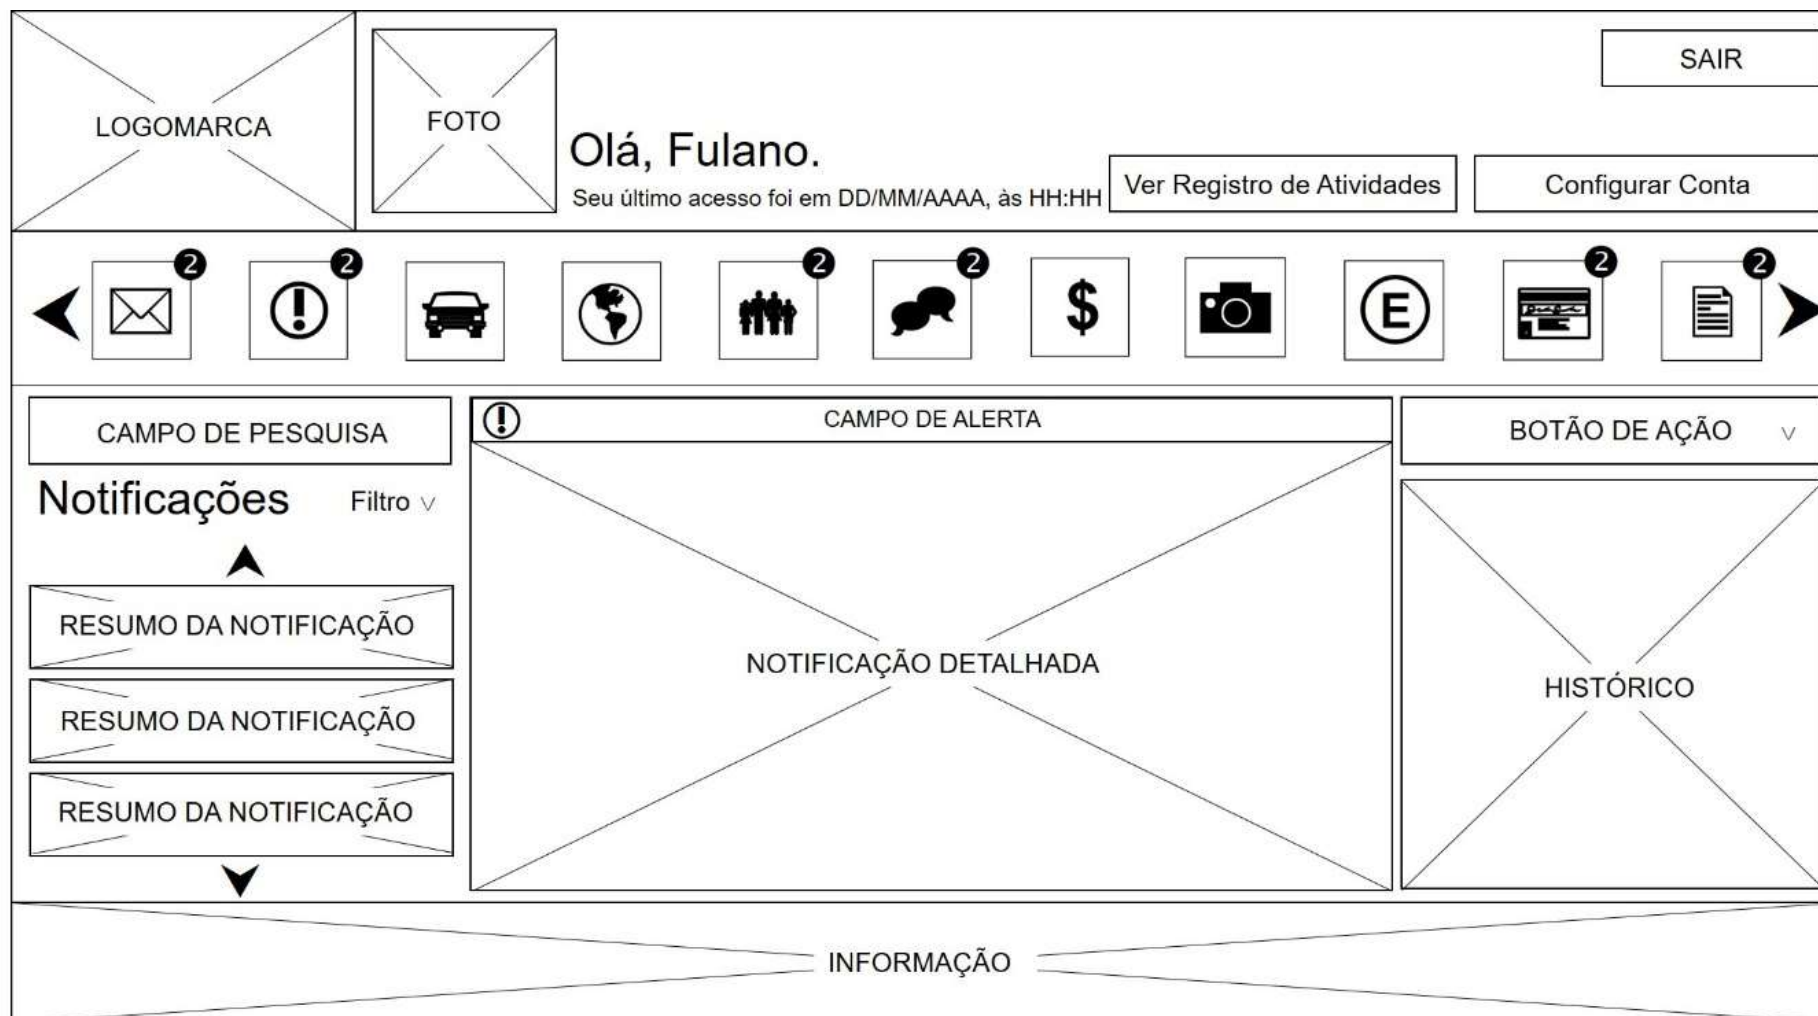 LOGOMARCA
FOTO
Olá, Fulano.
Seu último acesso foi em DD/MM/AAAA, às HH:HH
SAIR
Ver Registro de Atividades
Configurar Conta
2
2
2
2
$
E
2
2
CAMPO DE PESQUISA
Notificações
Filtro
RESUMO DA NOTIFICAÇÃO
RESUMO DA NOTIFICAÇÃO
RESUMO DA NOTIFICAÇÃO
CAMPO DE ALERTA
NOTIFICAÇÃO DETALHADA
BOTÃO DE AÇÃO
HISTÓRICO
INFORMAÇÃO